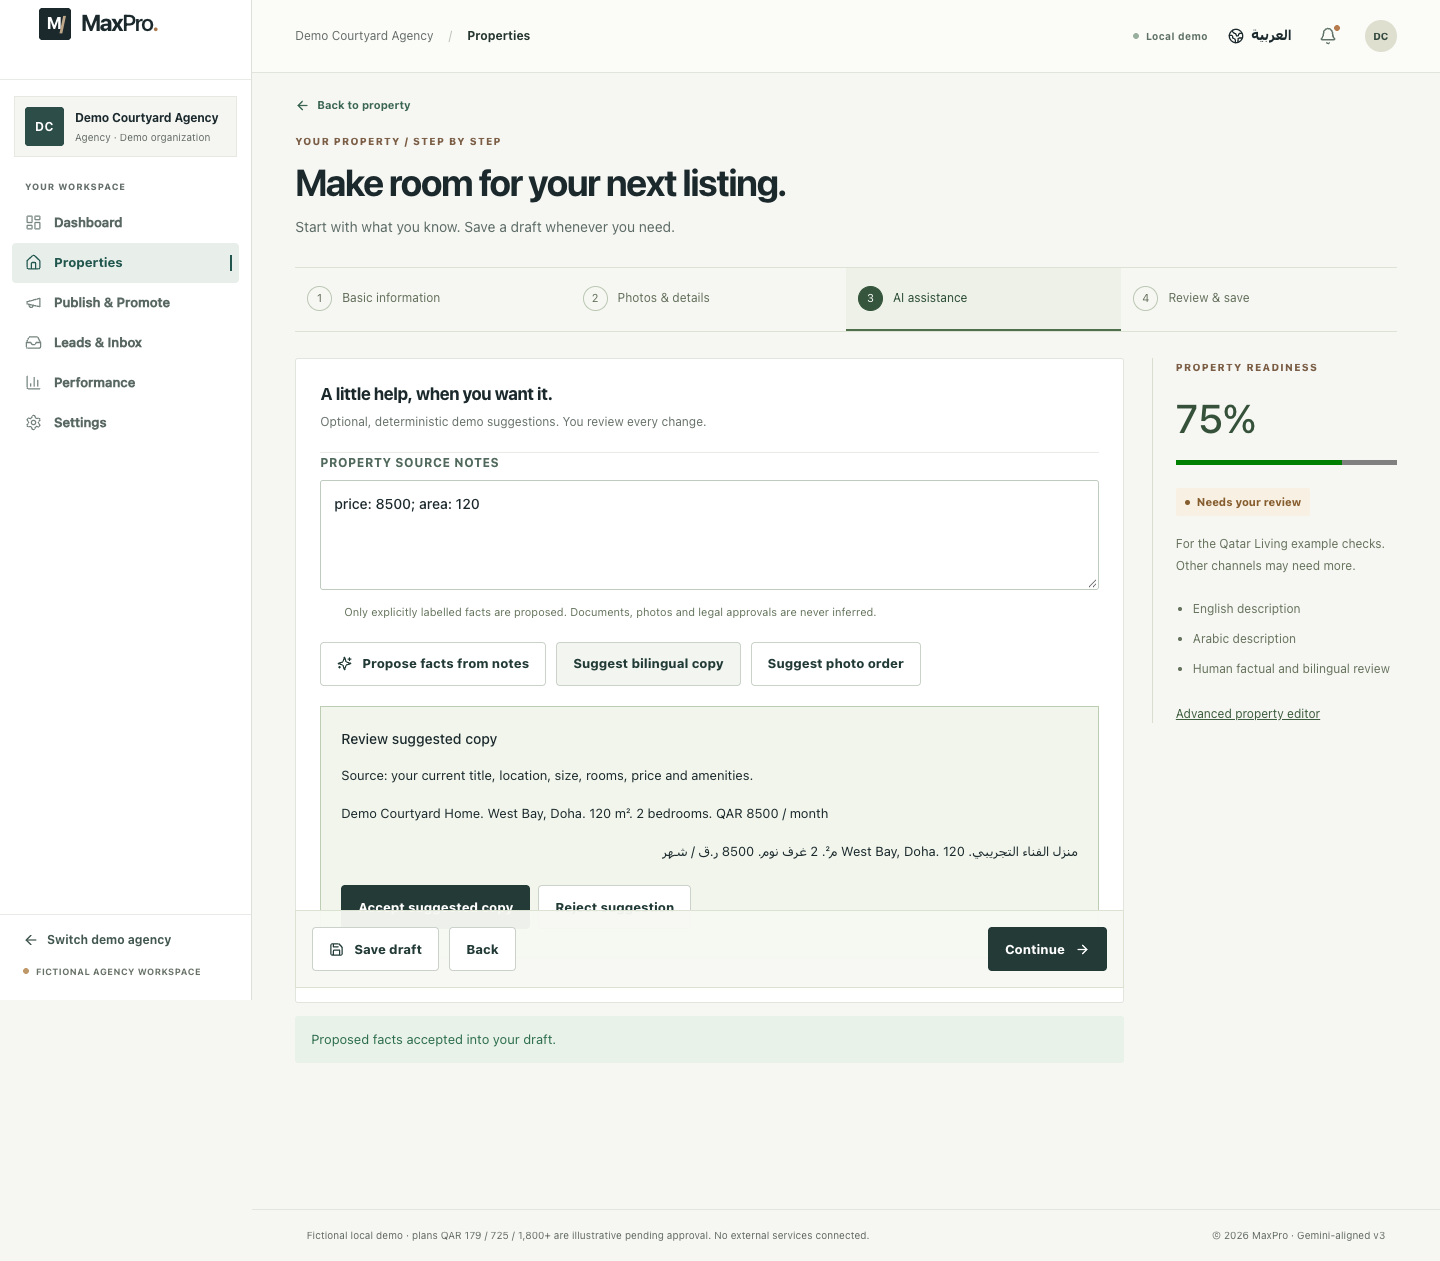 M/ MaxPro.
Demo Courtyard Agency / Properties
Local demo
العربية
DC
DC
Demo Courtyard Agency
Agency · Demo organization
YOUR WORKSPACE
Dashboard
Properties
Publish & Promote
Leads & Inbox
Performance
Settings
Switch demo agency
FICTIONAL AGENCY WORKSPACE
Back to property
YOUR PROPERTY / STEP BY STEP
Make room for your next listing.
Start with what you know. Save a draft whenever you need.
1 Basic information
2 Photos & details
3 AI assistance
4 Review & save
A little help, when you want it.
Optional, deterministic demo suggestions. You review every change.
PROPERTY SOURCE NOTES
price: 8500; area: 120
Only explicitly labelled facts are proposed. Documents, photos and legal approvals are never inferred.
Propose facts from notes
Suggest bilingual copy
Suggest photo order
Review suggested copy
Source: your current title, location, size, rooms, price and amenities.
Demo Courtyard Home. West Bay, Doha. 120 m². 2 bedrooms. QAR 8500 / month
منزل الفناء التجريبي. West Bay, Doha. 120 م². 2 غرف نوم. 8500 ر.ق / شهر
Accept suggested copy
Reject suggestion
Save draft
Back
Continue
Proposed facts accepted into your draft.
PROPERTY READINESS
75%
Needs your review
For the Qatar Living example checks.
Other channels may need more.
English description
Arabic description
Human factual and bilingual review
Advanced property editor
Fictional local demo · plans QAR 179 / 725 / 1,800+ are illustrative pending approval. No external services connected.
© 2026 MaxPro · Gemini-aligned v3